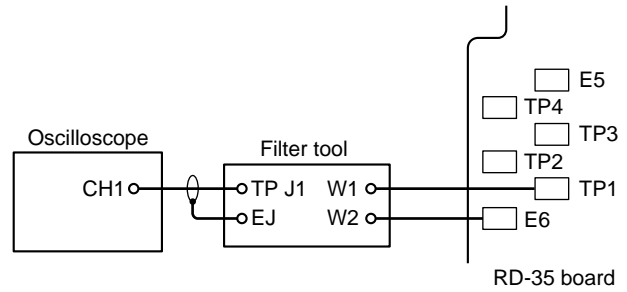 E5
TP4
TP3
Oscilloscope
Filter tool
TP2
CH1
TP J1 W1
TP1
EJ W2
E6
RD-35 board